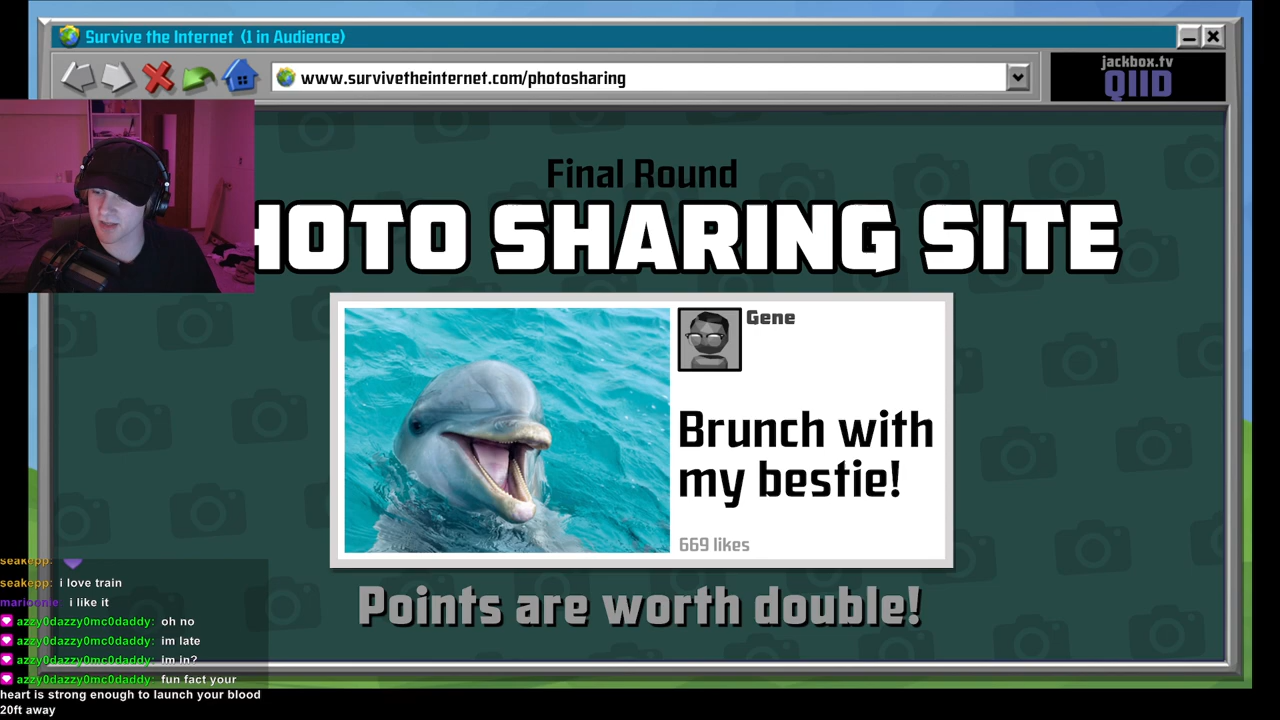 Survive the Internet (1 in Audience)
www.survivetheinternet.com/photosharing
jackbox.tv
QIID
Final Round
HOTO SHARING SITE
Gene
Brunch with
my bestie!
669 likes
Points are worth double!
seakepp:
seakepp: i love train
marioonie: i like it
azzy0dazzy0mc0daddy: oh no
azzy0dazzy0mc0daddy: im late
azzy0dazzy0mc0daddy: im in?
azzy0dazzy0mc0daddy: fun fact your
heart is strong enough to launch your blood
20ft away